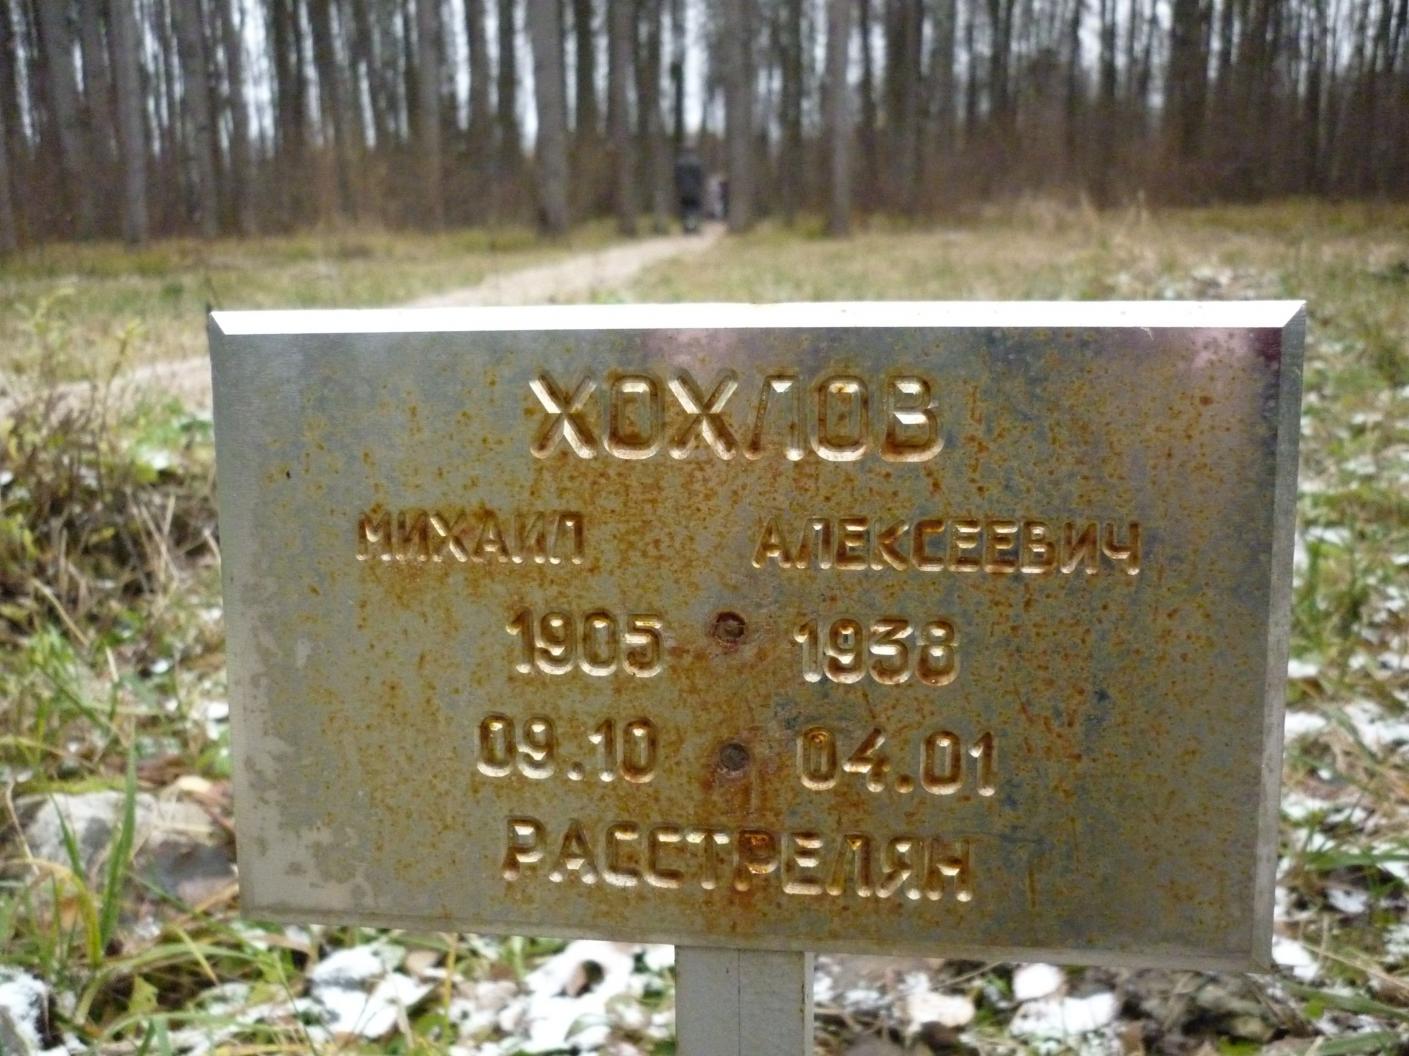 ХОХЛОВ
МИХАИЛ АЛЕКСЕЕВИЧ
1905 1938
09.10 04.01
РАССТРЕЛЯН